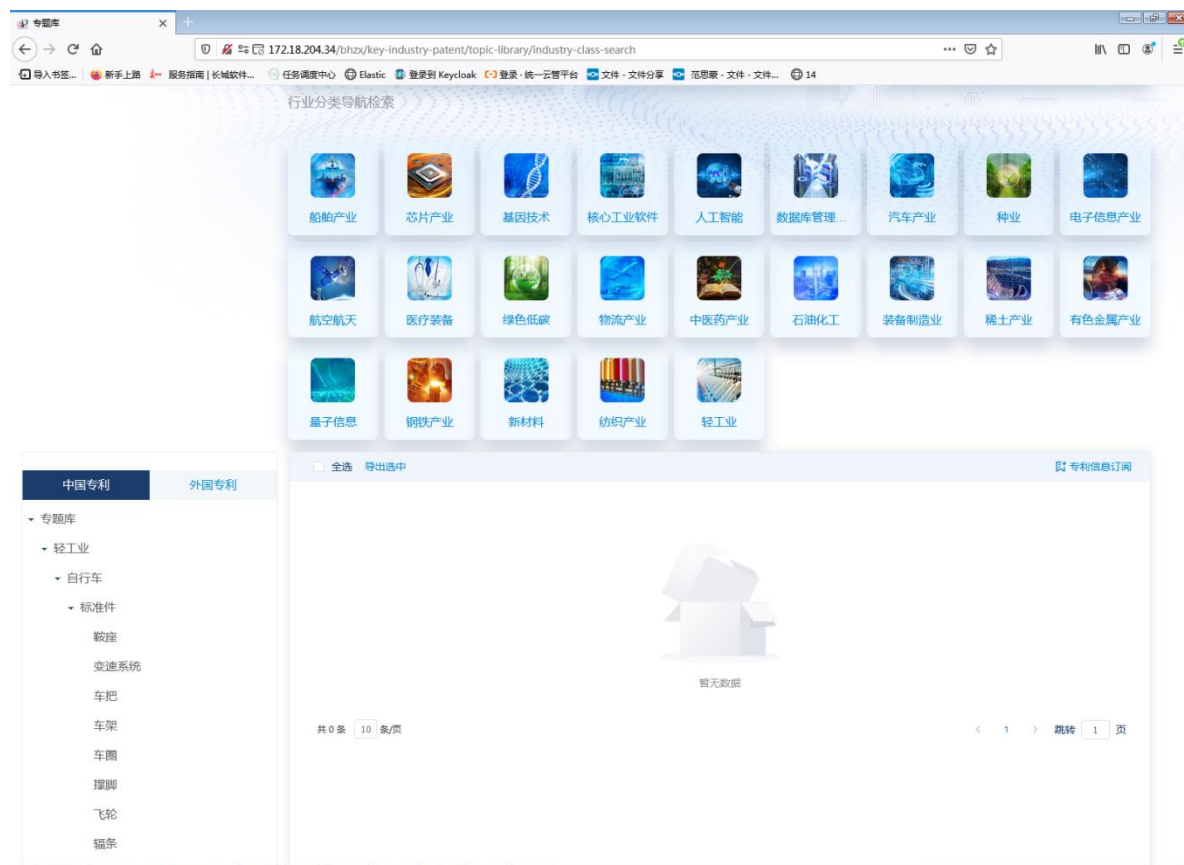 专题库
172.18.204.34/bhzx/key-industry-patent/topic-library/industry-class-search
导入书签... 新手上路 服务指南 | 长城软件... 任务调度中心 Elastic 登录到 Keycloak 登录 - 统一云管平台 文件 - 文件分享 范思蒙 - 文件 - 文件... 14
行业分类导航检索
船舶产业 芯片产业 基因技术 核心工业软件 人工智能 数据库管理... 汽车产业 种业 电子信息产业
航空航天 医疗装备 绿色低碳 物流产业 中医药产业 石油化工 装备制造业 稀土产业 有色金属产业
量子信息 钢铁产业 新材料 纺织产业 轻工业
全选 导出选中 专利信息订阅
中国专利 外国专利
专题库
轻工业
自行车
标准件
鞍座
变速系统
车把
车架
车圈
撑脚
飞轮
辐条
暂无数据
共 0 条 10 条/页 1 跳转 1 页